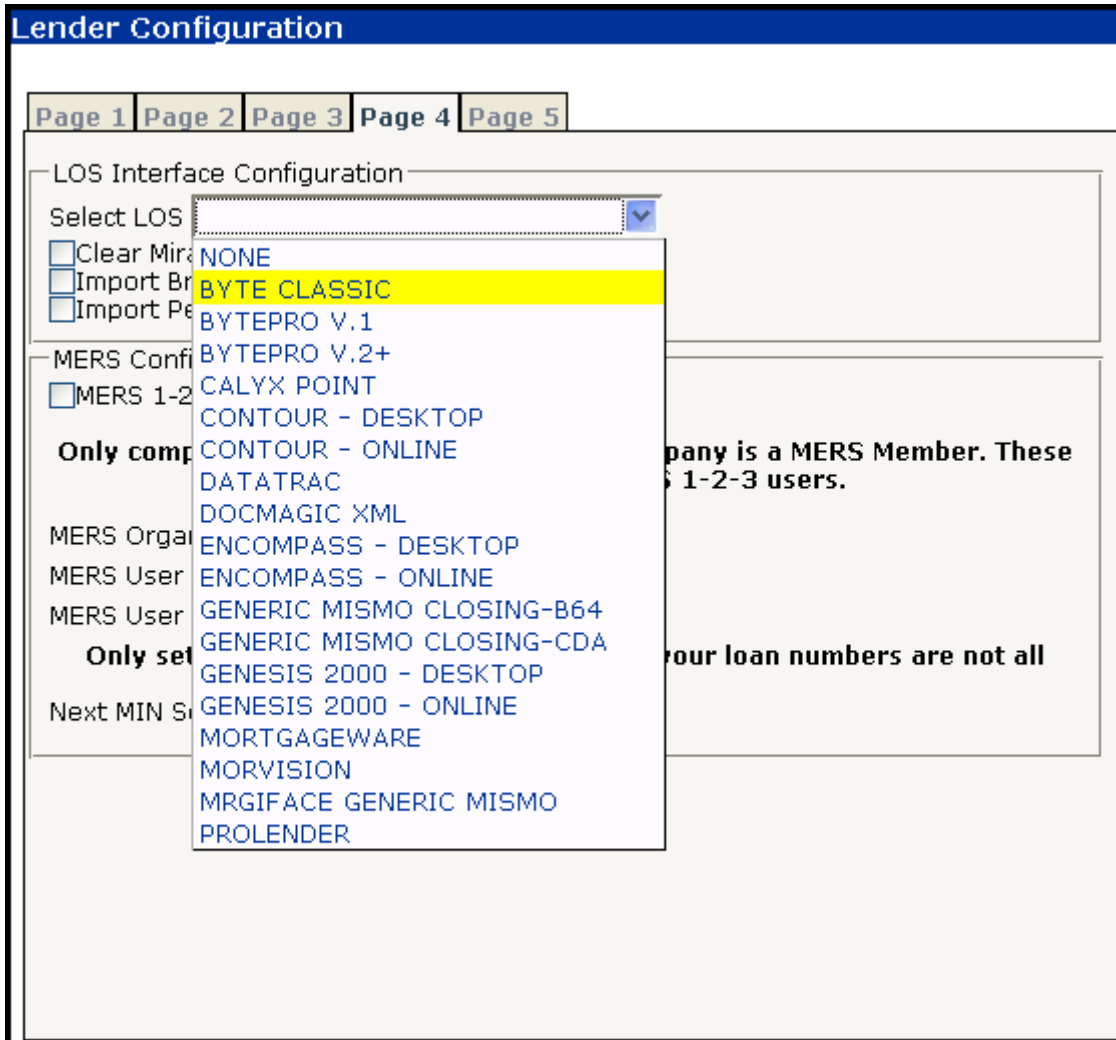 Lender Configuration
Page 1 Page 2 Page 3 Page 4 Page 5
LOS Interface Configuration
Select LOS
Clear
Import
Import
NONE
BYTE CLASSIC
BYTEPRO V.1
BYTEPRO V.2+
CALYX POINT
CONTOUR - DESKTOP
CONTOUR - ONLINE
DATATRAC
DOCMAGIC XML
ENCOMPASS - DESKTOP
ENCOMPASS - ONLINE
GENERIC MISMO CLOSING-B64
GENERIC MISMO CLOSING-CDA
GENESIS 2000 - DESKTOP
GENESIS 2000 - ONLINE
MORTGAGEWARE
MORVISION
MRGIFACE GENERIC MISMO
PROLENDER
MERS
MERS 1-2
Only is a MERS Member. These
1-2-3 users.
MERS
MERS User
MERS User
Only loan numbers are not all
Next MIN